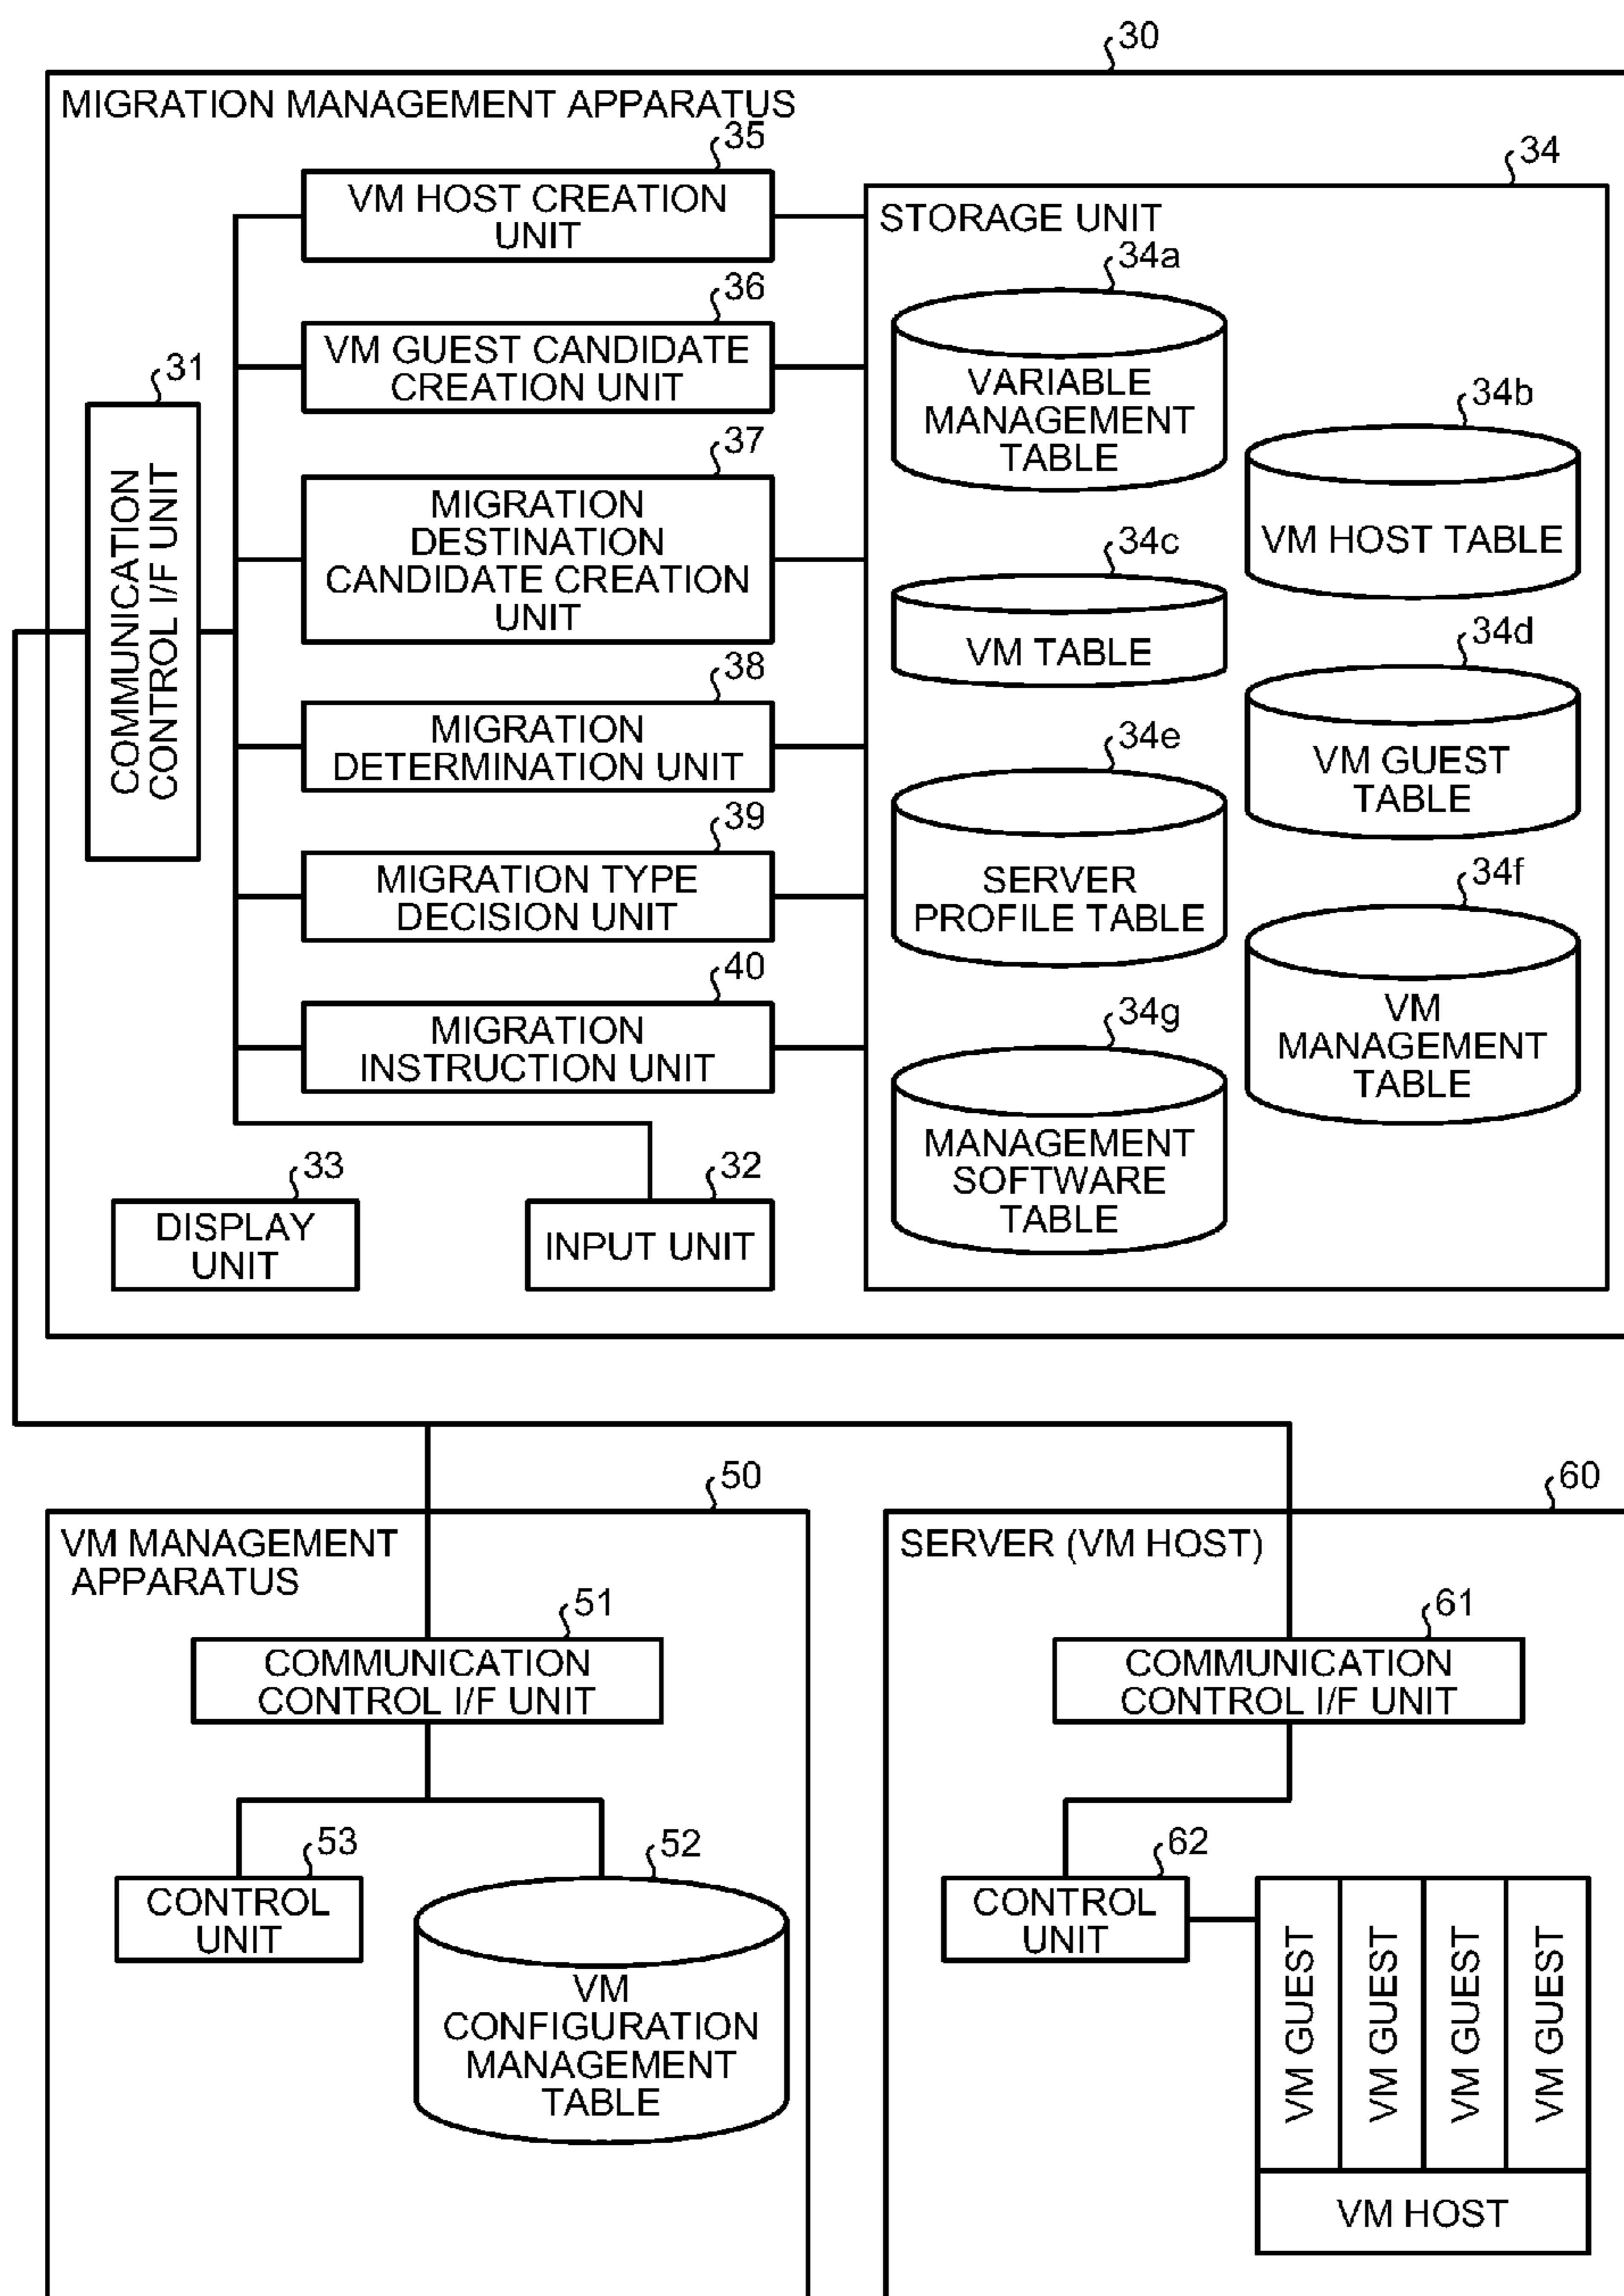 30
MIGRATION MANAGEMENT APPARATUS
35
VM HOST CREATION
UNIT
36
VM GUEST CANDIDATE
CREATION UNIT
31
COMMUNICATION
CONTROL I/F UNIT
37
MIGRATION
DESTINATION
CANDIDATE CREATION
UNIT
38
MIGRATION
DETERMINATION UNIT
39
MIGRATION TYPE
DECISION UNIT
40
MIGRATION
INSTRUCTION UNIT
33
DISPLAY
UNIT
32
INPUT UNIT
34
STORAGE UNIT
34a
VARIABLE
MANAGEMENT
TABLE
34b
VM HOST TABLE
34c
VM TABLE
34d
VM GUEST
TABLE
34e
SERVER
PROFILE TABLE
34f
VM
MANAGEMENT
TABLE
34g
MANAGEMENT
SOFTWARE
TABLE
50
VM MANAGEMENT
APPARATUS
51
COMMUNICATION
CONTROL I/F UNIT
53
CONTROL
UNIT
52
VM
CONFIGURATION
MANAGEMENT
TABLE
60
SERVER (VM HOST)
61
COMMUNICATION
CONTROL I/F UNIT
62
CONTROL
UNIT
VM GUEST
VM GUEST
VM GUEST
VM GUEST
VM HOST